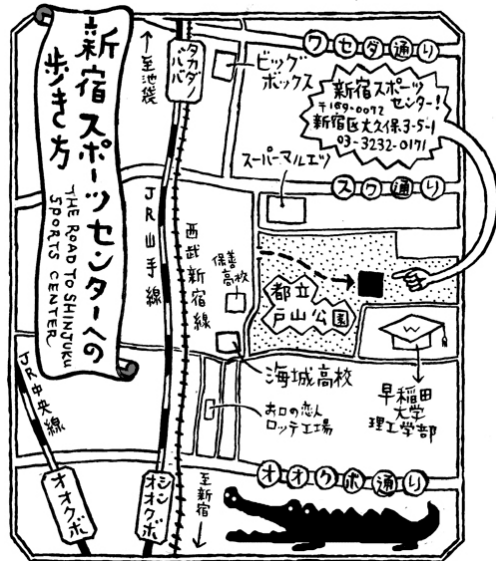 新宿スポーツセンターへの
歩き方
THE ROAD TO SHINJUKU
SPORTS CENTER
↑至池袋
タカダノ
ババ
ビッグ
ボックス
ワセダ通り
新宿スポーツ
センター!
〒169-0072
新宿区大久保3-5-1
03-3232-0171
スーパーマルエツ
スワ通り
JR山手線
西武新宿線
保善
高校
都立
戸山公園
W
海城高校
早稲田
大学
理工学部
お口の恋人
ロッテ工場
JR中央線
オオクボ
シン
オオクボ
至新宿↓
オオクボ通り